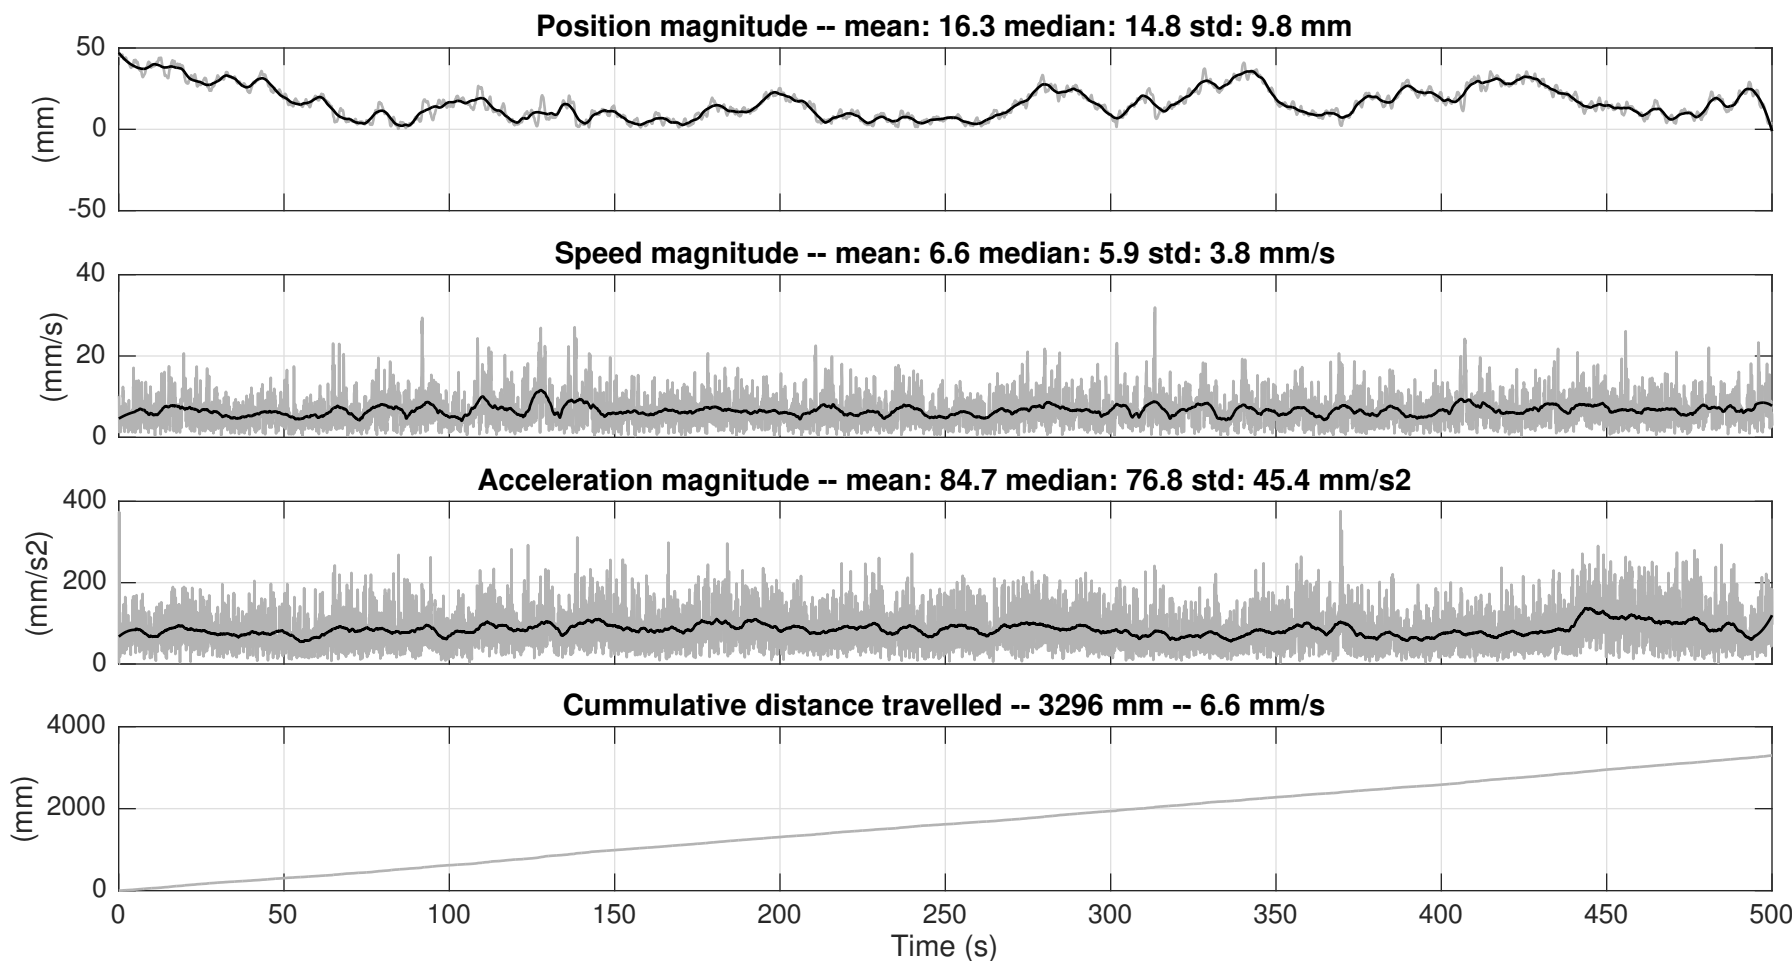 Position magnitude -- mean: 16.3 median: 14.8 std: 9.8 mm
50
0
-50
(mm)
Speed magnitude -- mean: 6.6 median: 5.9 std: 3.8 mm/s
40
20
0
(mm/s)
Acceleration magnitude -- mean: 84.7 median: 76.8 std: 45.4 mm/s2
400
200
0
(mm/s2)
Cummulative distance travelled -- 3296 mm -- 6.6 mm/s
4000
2000
0
(mm)
0 50 100 150 200 250 300 350 400 450 500
Time (s)